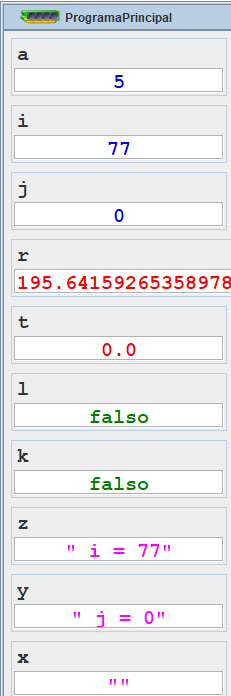 ProgramaPrincipal
a
5
i
77
j
0
r
195.64159265358978
t
0.0
l
falso
k
falso
z
" i = 77"
y
" j = 0"
x
""